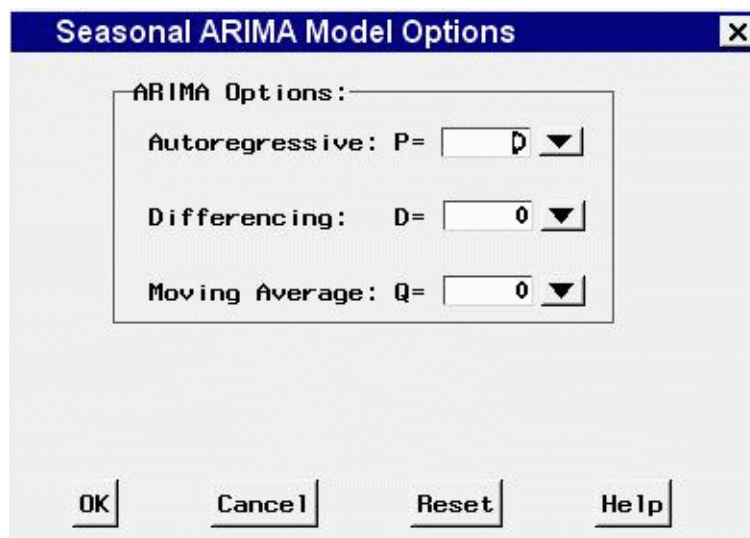 Seasonal ARIMA Model Options
ARIMA Options:
Autoregressive: P= 0
Differencing: D= 0
Moving Average: Q= 0
OK Cancel Reset Help